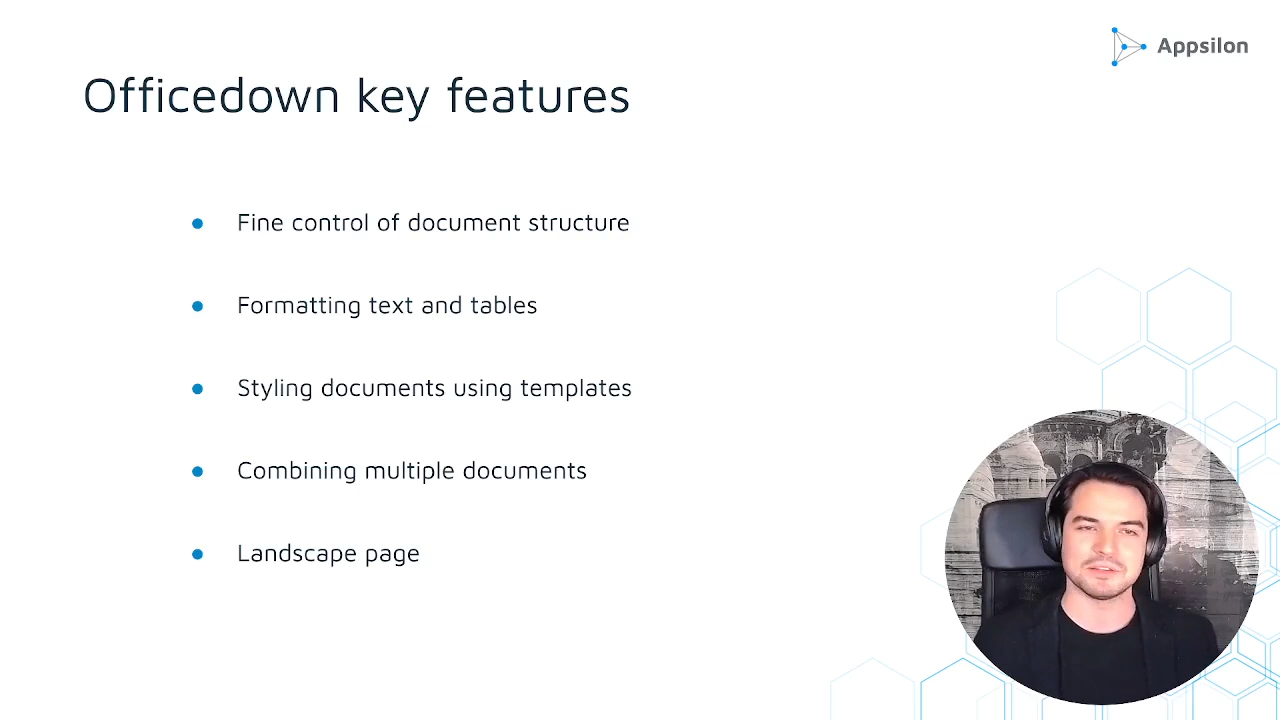 Appsilon
Officedown key features
Fine control of document structure
Formatting text and tables
Styling documents using templates
Combining multiple documents
Landscape page